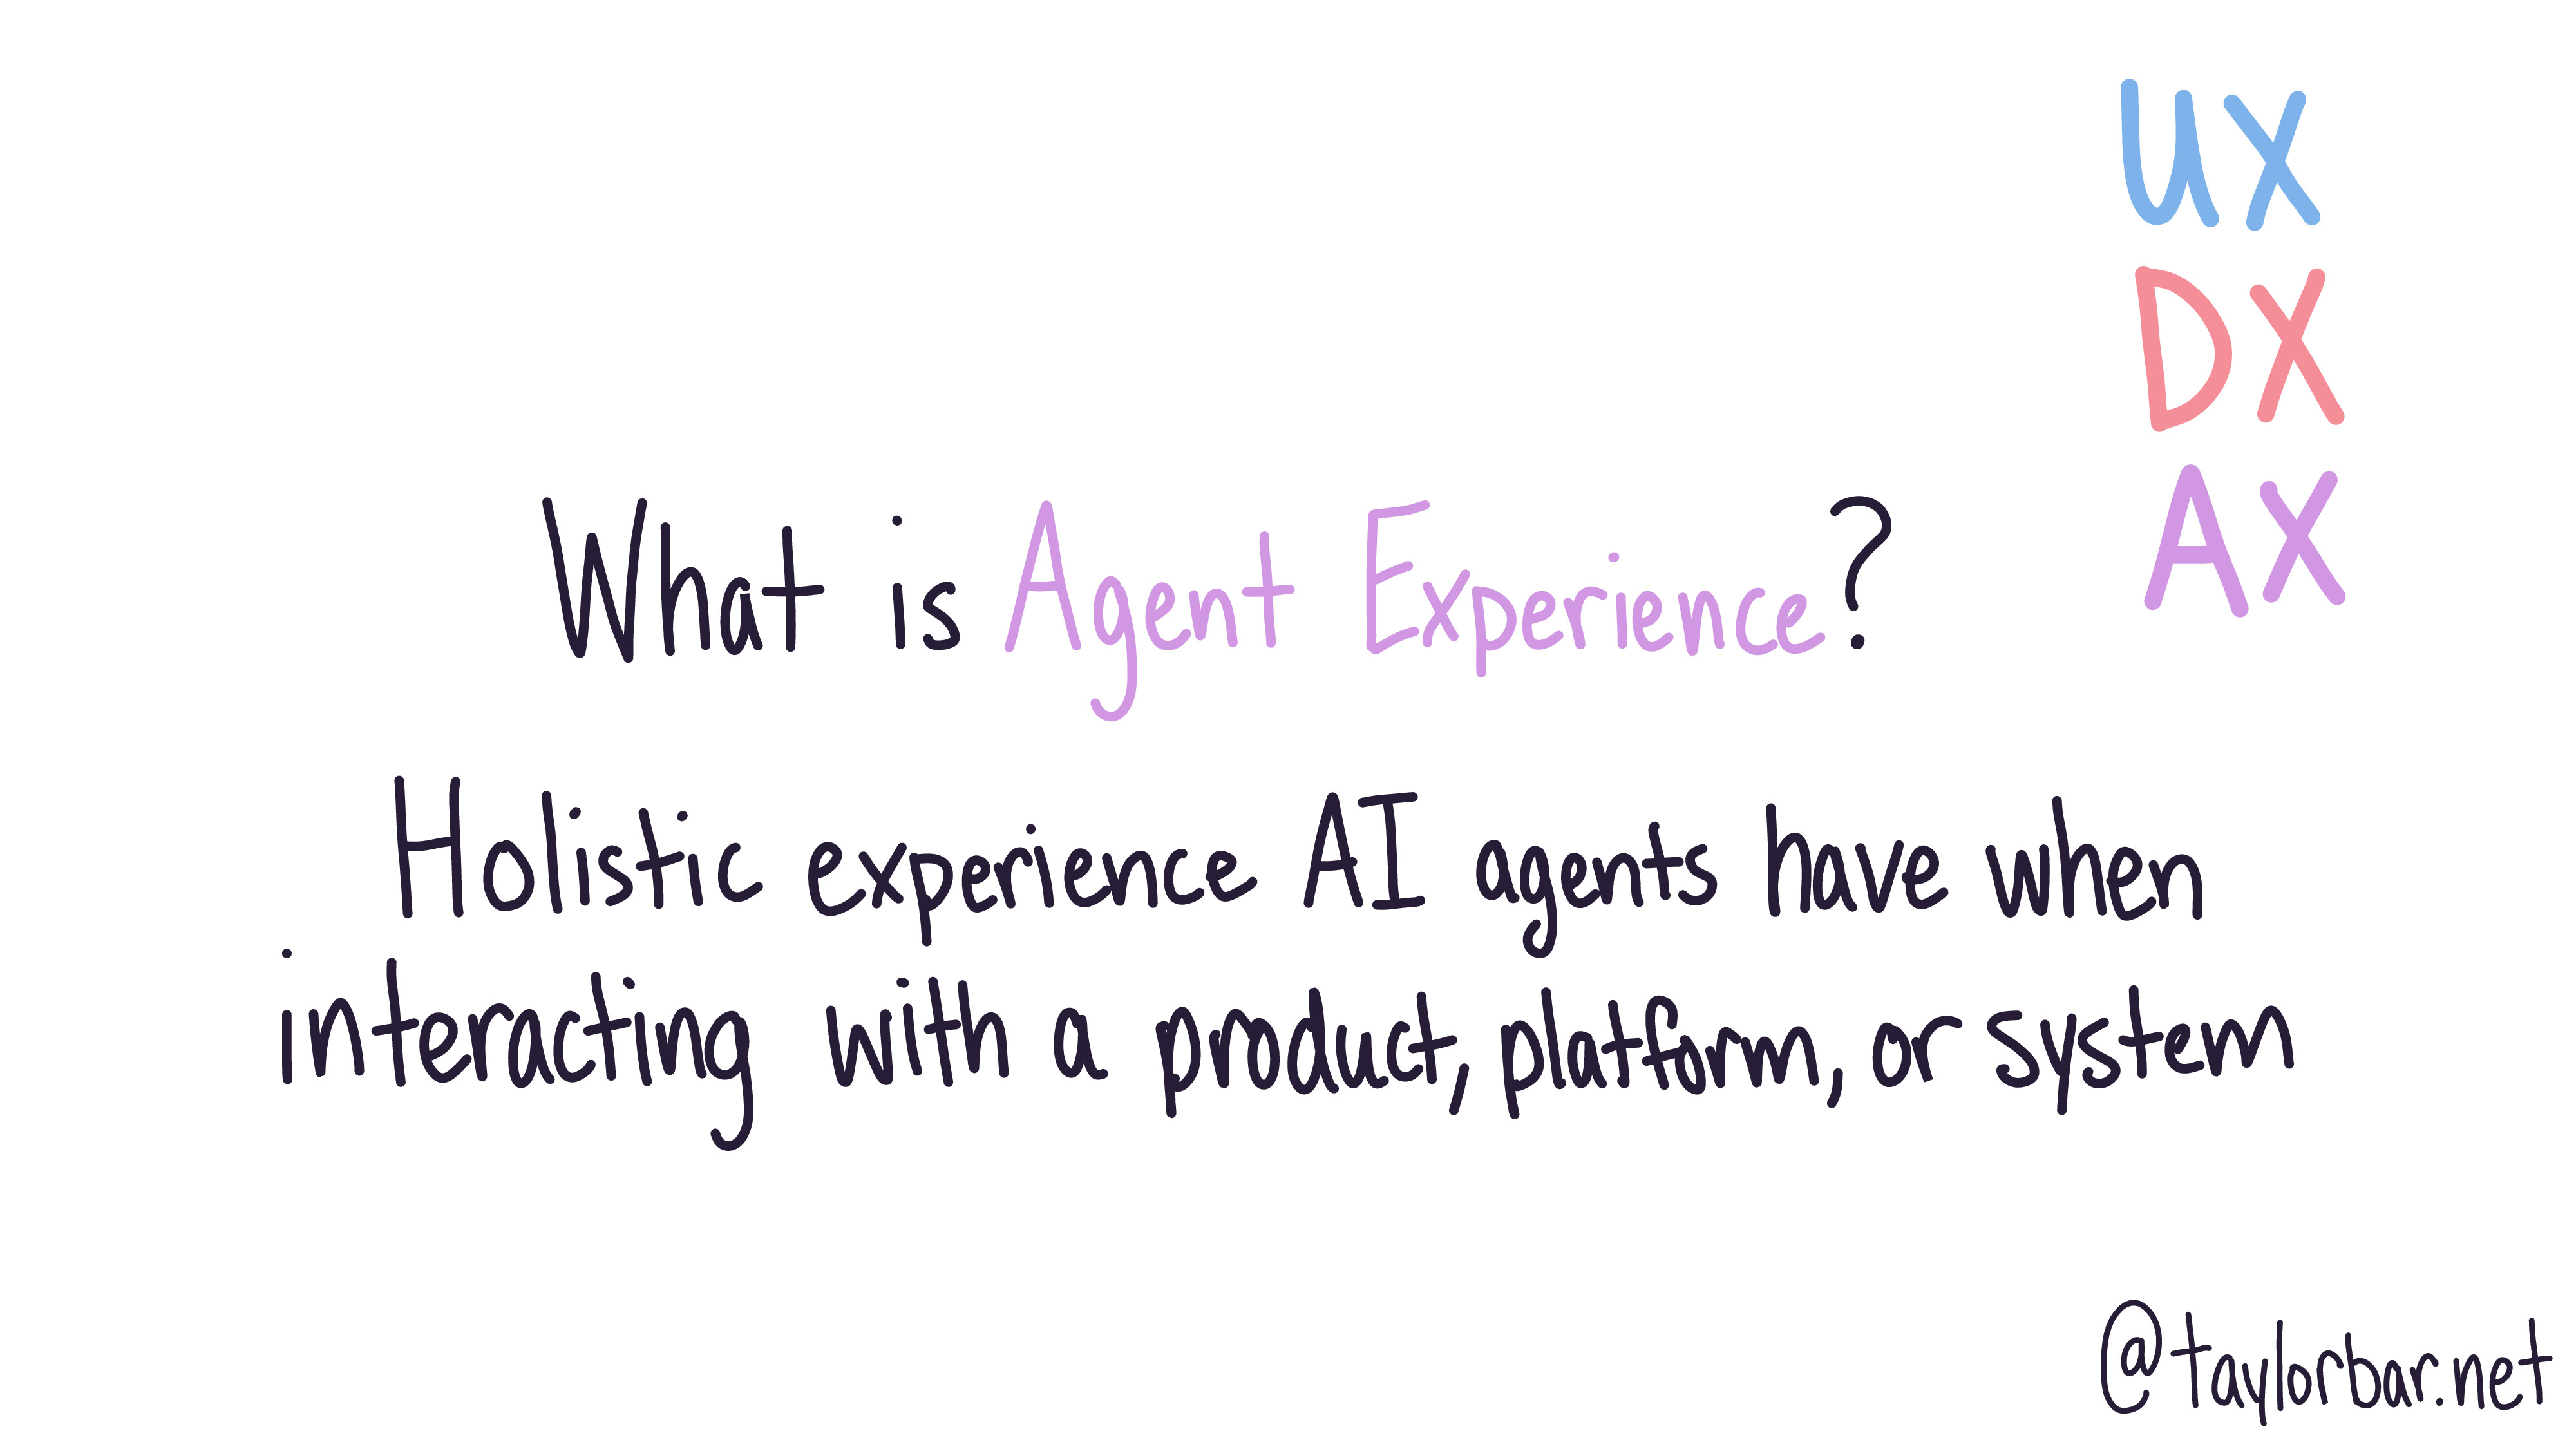 UX
DX
AX
What is Agent Experience?
Holistic experience AI agents have when
interacting with a product, platform, or system
@taylorbar.net